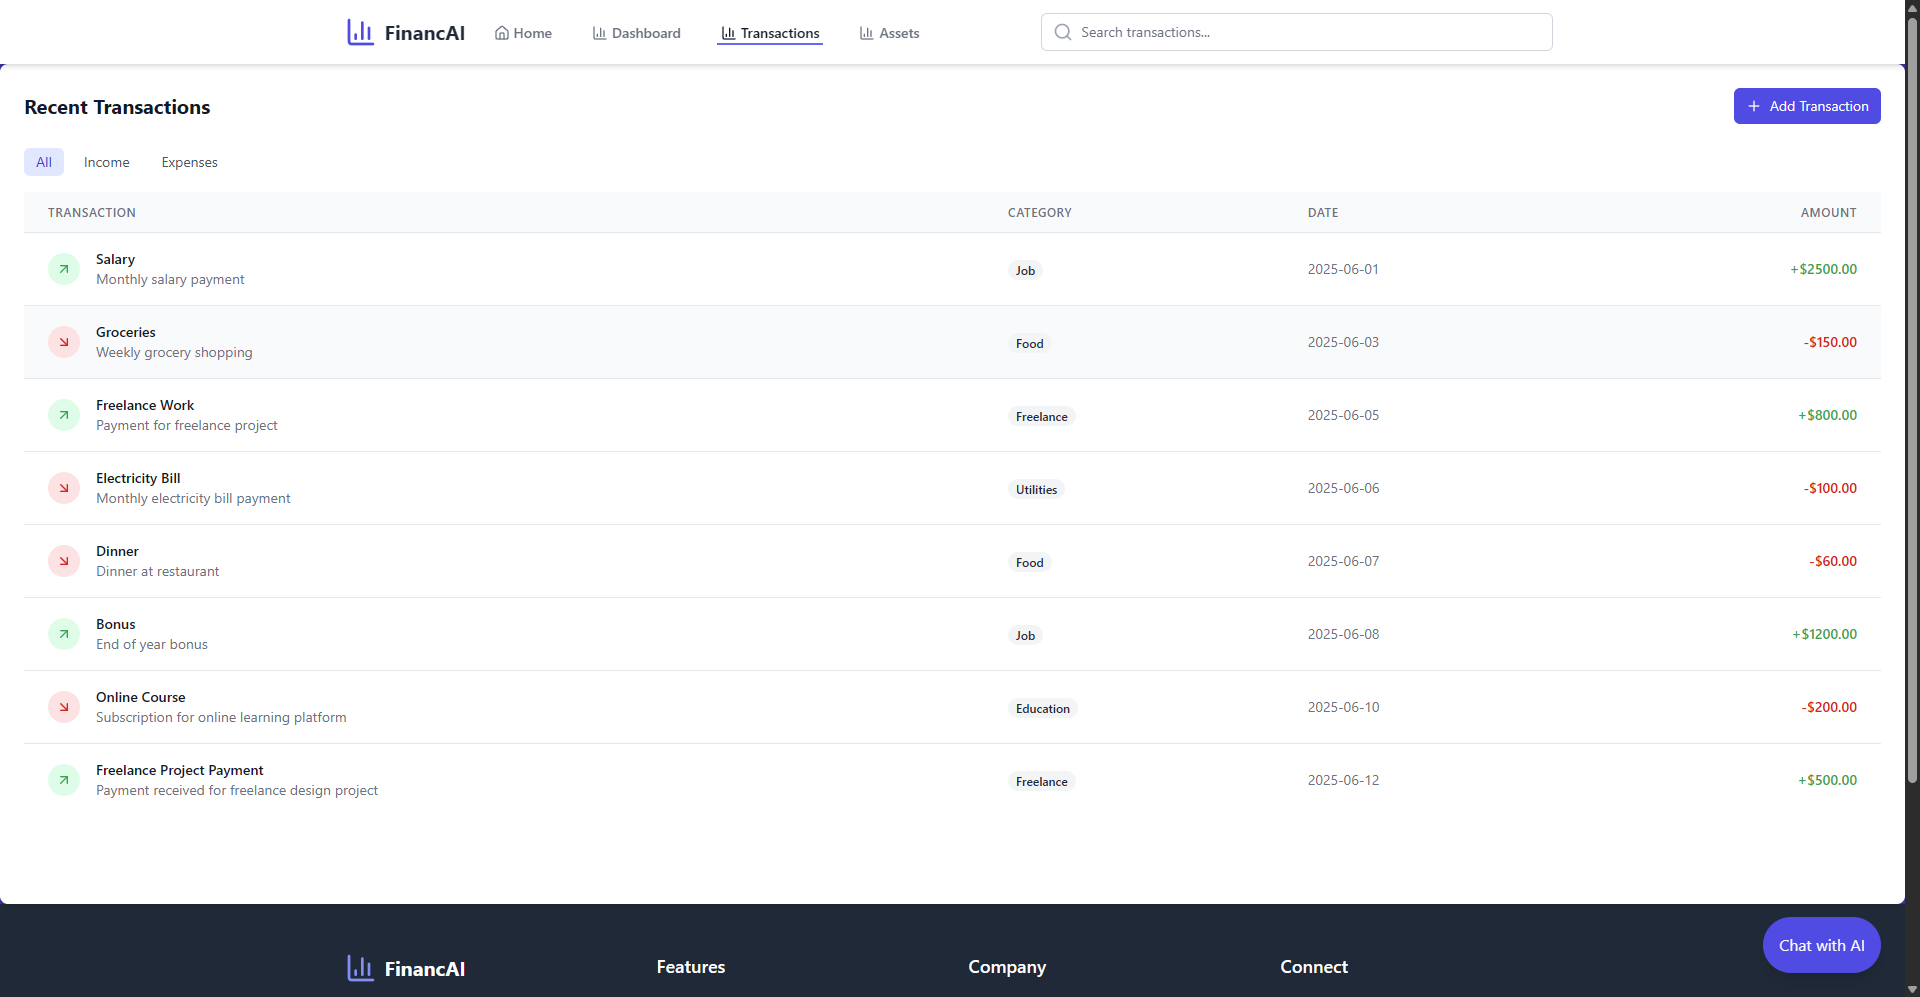 FinancAI
Home
Dashboard
Transactions
Assets
Search transactions...
Recent Transactions
+ Add Transaction
All
Income
Expenses
TRANSACTION CATEGORY DATE AMOUNT
Salary
Monthly salary payment
Job
2025-06-01
+$2500.00
Groceries
Weekly grocery shopping
Food
2025-06-03
-$150.00
Freelance Work
Payment for freelance project
Freelance
2025-06-05
+$800.00
Electricity Bill
Monthly electricity bill payment
Utilities
2025-06-06
-$100.00
Dinner
Dinner at restaurant
Food
2025-06-07
-$60.00
Bonus
End of year bonus
Job
2025-06-08
+$1200.00
Online Course
Subscription for online learning platform
Education
2025-06-10
-$200.00
Freelance Project Payment
Payment received for freelance design project
Freelance
2025-06-12
+$500.00
FinancAI
Features
Company
Connect
Chat with AI